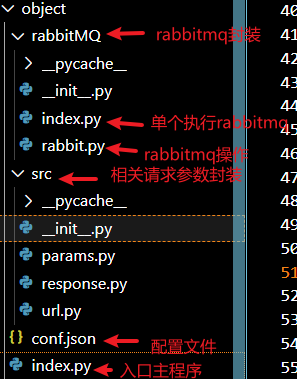 object
40
rabbitMQ rabbitmq封装
41
__pycache__
42
__init__.py
43
index.py 单个执行rabbitmq
44
45
rabbit.py rabbitmq操作
46
src 相关请求参数封装
47
__pycache__
48
__init__.py
49
params.py
50
response.py
51
url.py
52
53
conf.json 配置文件
54
index.py 入口主程序
55